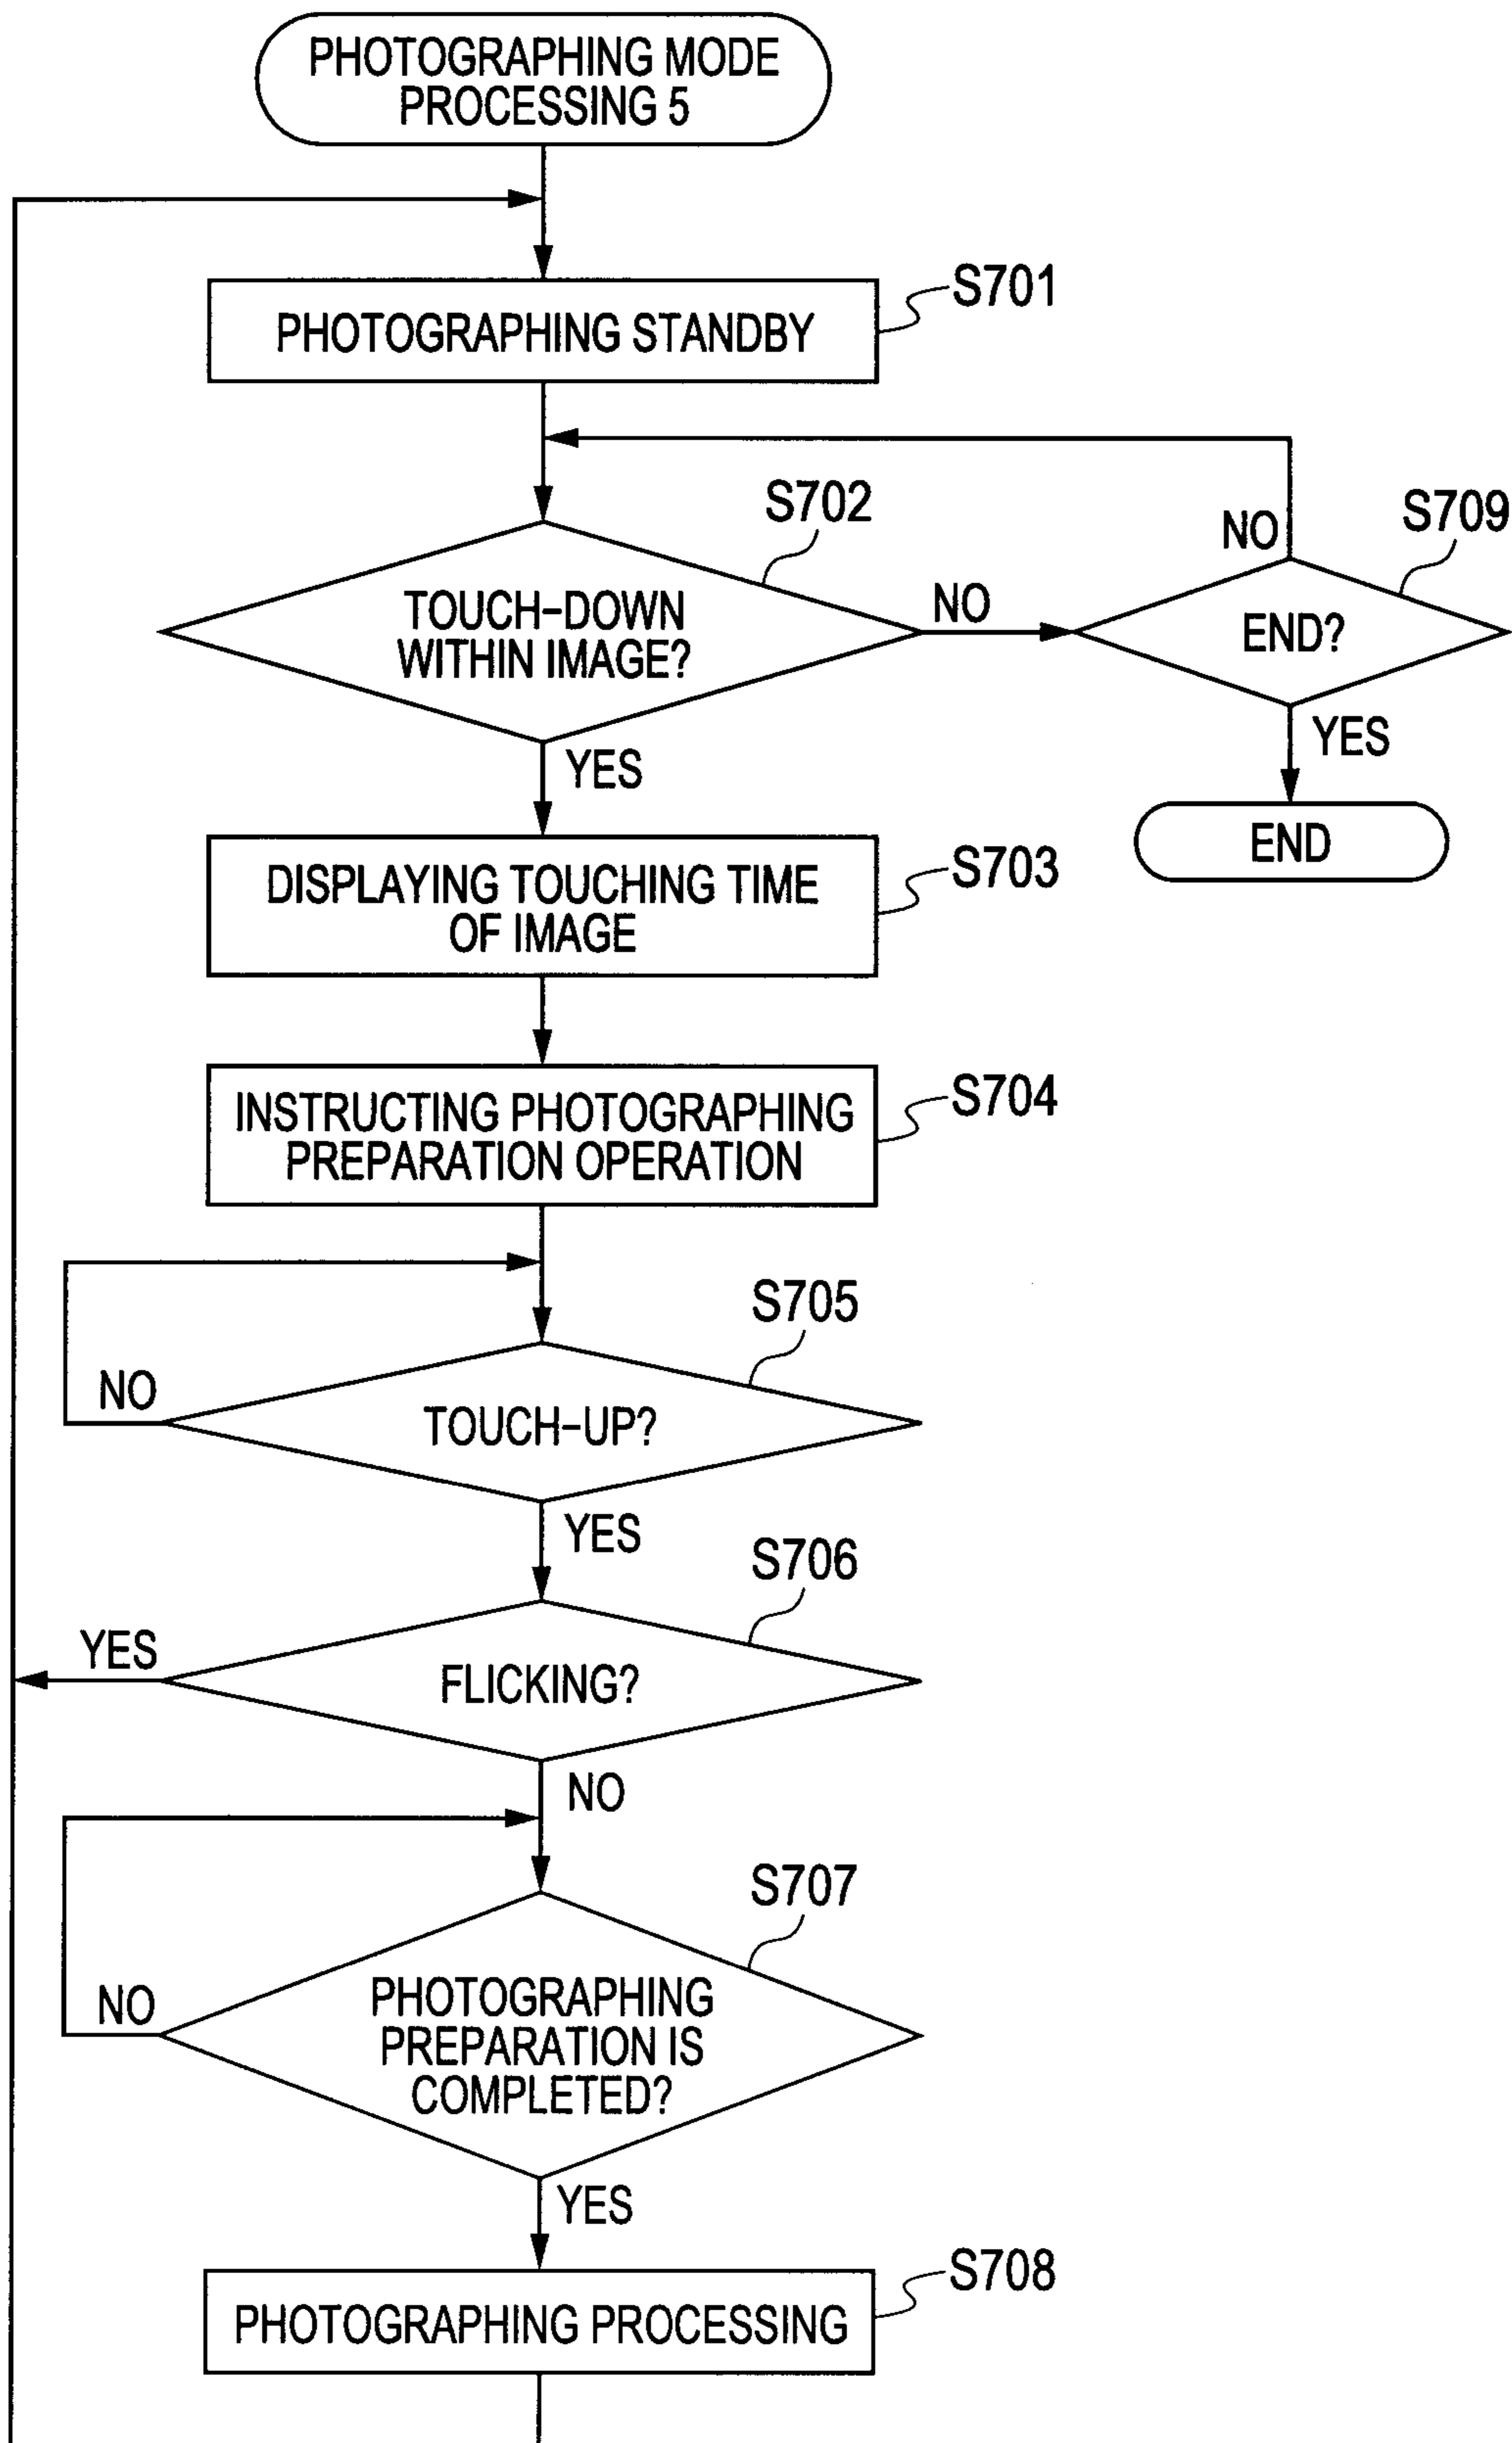 PHOTOGRAPHING MODE
PROCESSING 5
S701
PHOTOGRAPHING STANDBY
S702
TOUCH-DOWN
WITHIN IMAGE?
NO
NO
S709
END?
YES
END
YES
S703
DISPLAYING TOUCHING TIME
OF IMAGE
S704
INSTRUCTING PHOTOGRAPHING
PREPARATION OPERATION
S705
NO
TOUCH-UP?
YES
S706
YES
FLICKING?
NO
S707
NO
PHOTOGRAPHING
PREPARATION IS
COMPLETED?
YES
S708
PHOTOGRAPHING PROCESSING